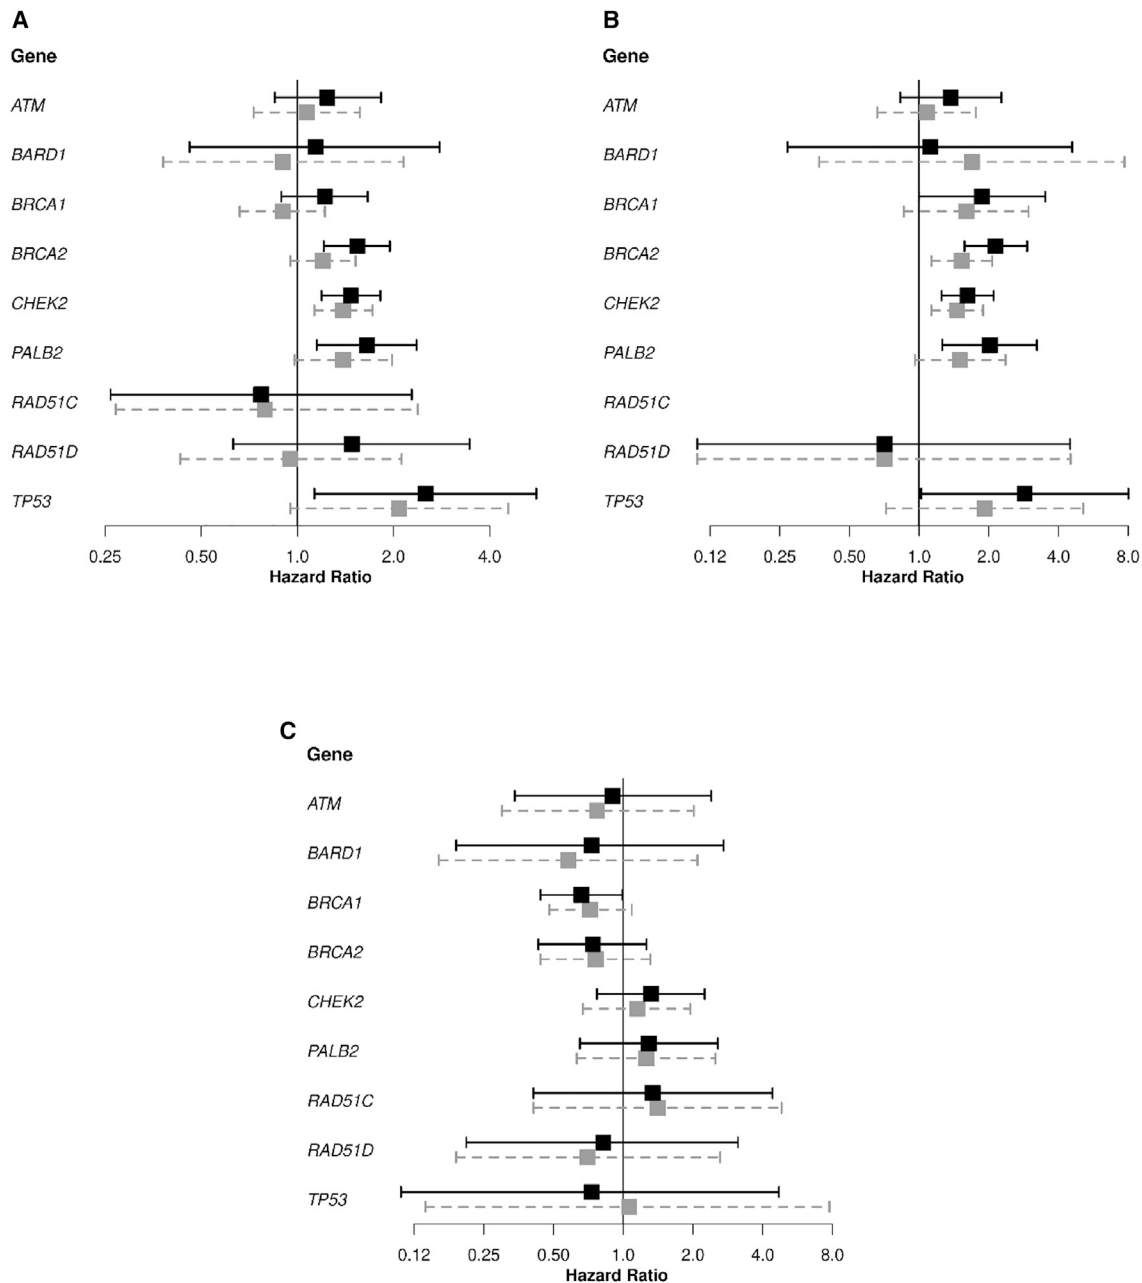 A
Gene
ATM
BARD1
BRCA1
BRCA2
CHEK2
PALB2
RAD51C
RAD51D
TP53
0.25 0.50 1.0 2.0 4.0
Hazard Ratio
B
Gene
ATM
BARD1
BRCA1
BRCA2
CHEK2
PALB2
RAD51C
RAD51D
TP53
0.12 0.25 0.50 1.0 2.0 4.0 8.0
Hazard Ratio
C
Gene
ATM
BARD1
BRCA1
BRCA2
CHEK2
PALB2
RAD51C
RAD51D
TP53
0.12 0.25 0.50 1.0 2.0 4.0 8.0
Hazard Ratio